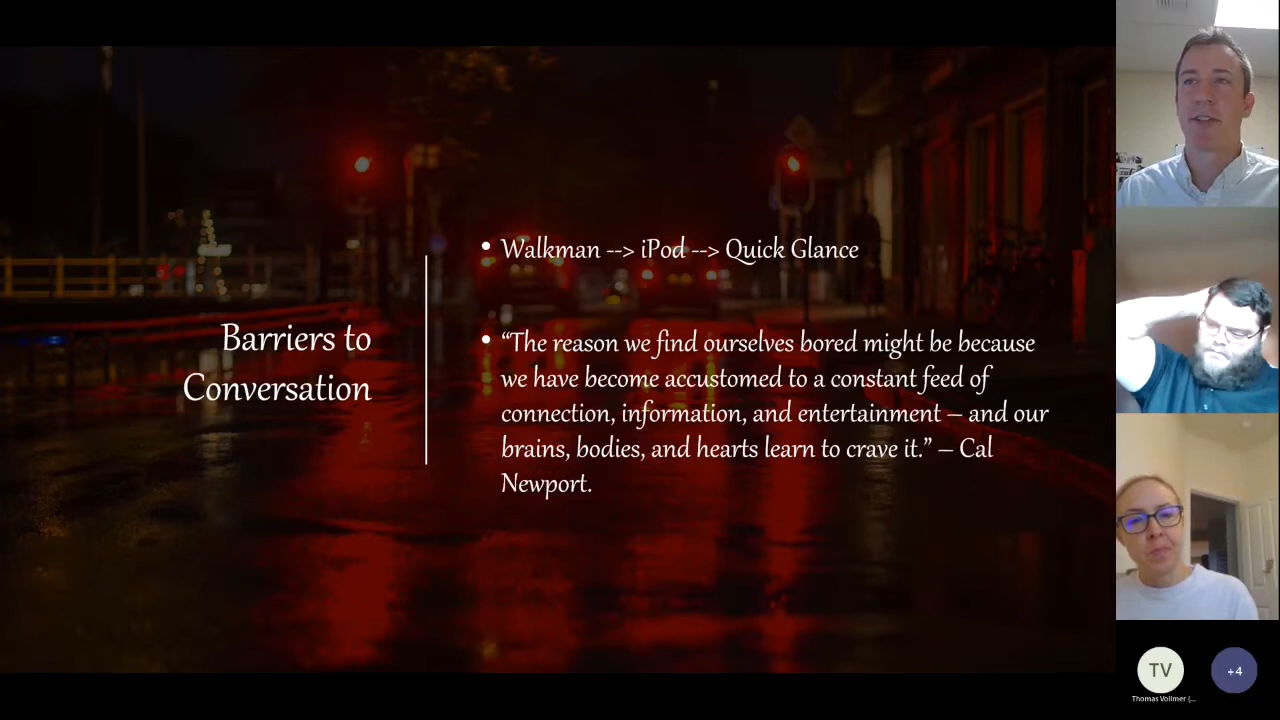 Barriers to
Conversation
• Walkman --> iPod --> Quick Glance
• “The reason we find ourselves bored might be because
we have become accustomed to a constant feed of
connection, information, and entertainment – and our
brains, bodies, and hearts learn to crave it.” – Cal
Newport.
TV
+4
Thomas Vollmer (...